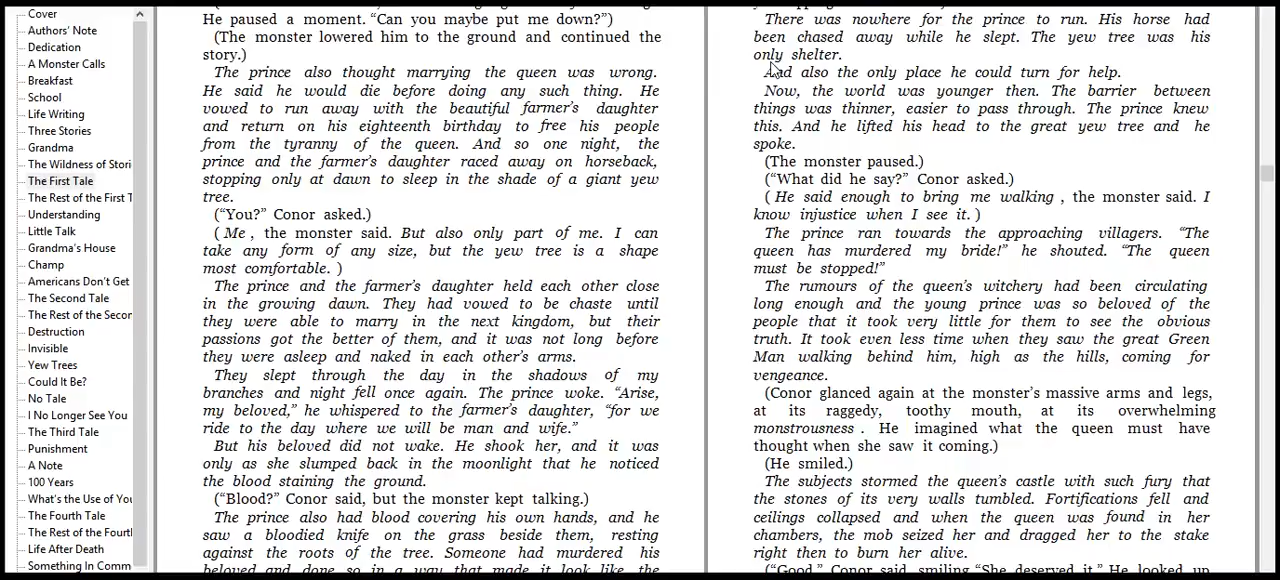 Cover
Authors' Note
Dedication
A Monster Calls
Breakfast
School
Life Writing
Three Stories
Grandma
The Wildness of Stori
The First Tale
The Rest of the First T
Understanding
Little Talk
Grandma's House
Champ
Americans Don't Get
The Second Tale
The Rest of the Secor
Destruction
Invisible
Yew Trees
Could It Be?
No Tale
I No Longer See You
The Third Tale
Punishment
A Note
100 Years
What's the Use of You
The Fourth Tale
The Rest of the Fourth
Life After Death
Something In Comm
He paused a moment. “Can you maybe put me down?”)
(The monster lowered him to the ground and continued the
story.)
The prince also thought marrying the queen was wrong.
He said he would die before doing any such thing. He
vowed to run away with the beautiful farmer’s daughter
and return on his eighteenth birthday to free his people
from the tyranny of the queen. And so one night, the
prince and the farmer’s daughter raced away on horseback,
stopping only at dawn to sleep in the shade of a giant yew
tree.
(“You?” Conor asked.)
( Me , the monster said. But also only part of me. I can
take any form of any size, but the yew tree is a shape
most comfortable. )
The prince and the farmer’s daughter held each other close
in the growing dawn. They had vowed to be chaste until
they were able to marry in the next kingdom, but their
passions got the better of them, and it was not long before
they were asleep and naked in each other’s arms.
They slept through the day in the shadows of my
branches and night fell once again. The prince woke. “Arise,
my beloved,” he whispered to the farmer’s daughter, “for we
ride to the day where we will be man and wife.”
But his beloved did not wake. He shook her, and it was
only as she slumped back in the moonlight that he noticed
the blood staining the ground.
(“Blood?” Conor said, but the monster kept talking.)
The prince also had blood covering his own hands, and he
saw a bloodied knife on the grass beside them, resting
against the roots of the tree. Someone had murdered his
beloved and done so in a way that made it look like the
There was nowhere for the prince to run. His horse had
been chased away while he slept. The yew tree was his
only shelter.
And also the only place he could turn for help.
Now, the world was younger then. The barrier between
things was thinner, easier to pass through. The prince knew
this. And he lifted his head to the great yew tree and he
spoke.
(The monster paused.)
(“What did he say?” Conor asked.)
( He said enough to bring me walking , the monster said. I
know injustice when I see it. )
The prince ran towards the approaching villagers. “The
queen has murdered my bride!” he shouted. “The queen
must be stopped!”
The rumours of the queen’s witchery had been circulating
long enough and the young prince was so beloved of the
people that it took very little for them to see the obvious
truth. It took even less time when they saw the great Green
Man walking behind him, high as the hills, coming for
vengeance.
(Conor glanced again at the monster’s massive arms and legs,
at its raggedy, toothy mouth, at its overwhelming
monstrousness . He imagined what the queen must have
thought when she saw it coming.)
(He smiled.)
The subjects stormed the queen’s castle with such fury that
the stones of its very walls tumbled. Fortifications fell and
ceilings collapsed and when the queen was found in her
chambers, the mob seized her and dragged her to the stake
right then to burn her alive.
(“Good,” Conor said, smiling. “She deserved it.” He looked up